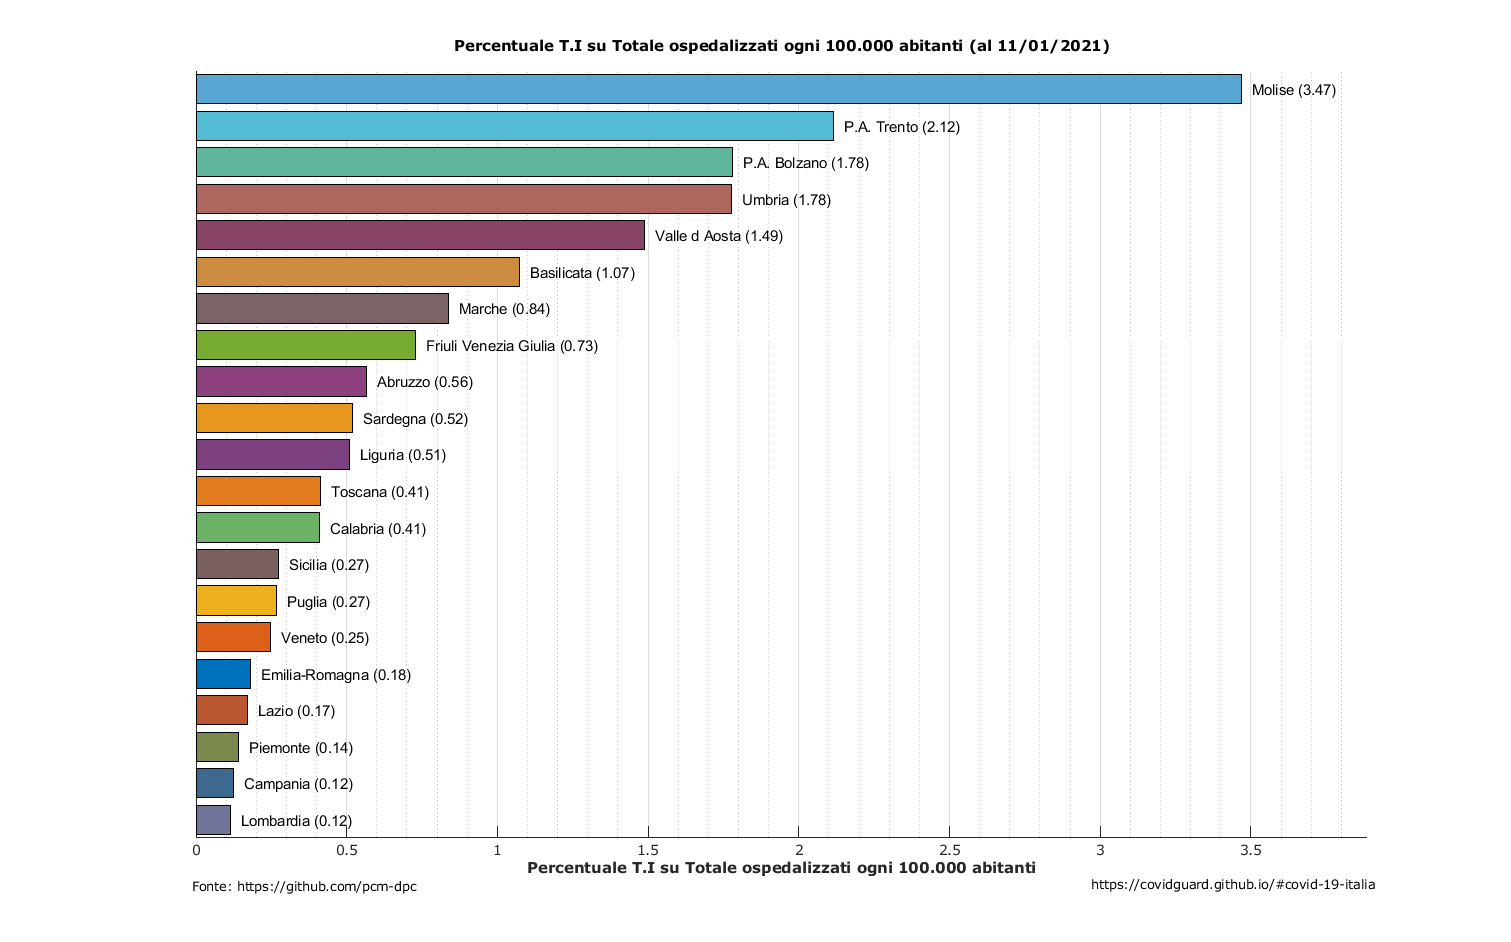 Percentuale T.I su Totale ospedalizzati ogni 100.000 abitanti (al 11/01/2021)
Molise (3.47)
P.A. Trento (2.12)
P.A. Bolzano (1.78)
Umbria (1.78)
Valle d Aosta (1.49)
Basilicata (1.07)
Marche (0.84)
Friuli Venezia Giulia (0.73)
Abruzzo (0.56)
Sardegna (0.52)
Liguria (0.51)
Toscana (0.41)
Calabria (0.41)
Sicilia (0.27)
Puglia (0.27)
Veneto (0.25)
Emilia-Romagna (0.18)
Lazio (0.17)
Piemonte (0.14)
Campania (0.12)
Lombardia (0.12)
0 0.5 1 1.5 2 2.5 3 3.5
Percentuale T.I su Totale ospedalizzati ogni 100.000 abitanti
Fonte: https://github.com/pcm-dpc
https://covidguard.github.io/#covid-19-italia